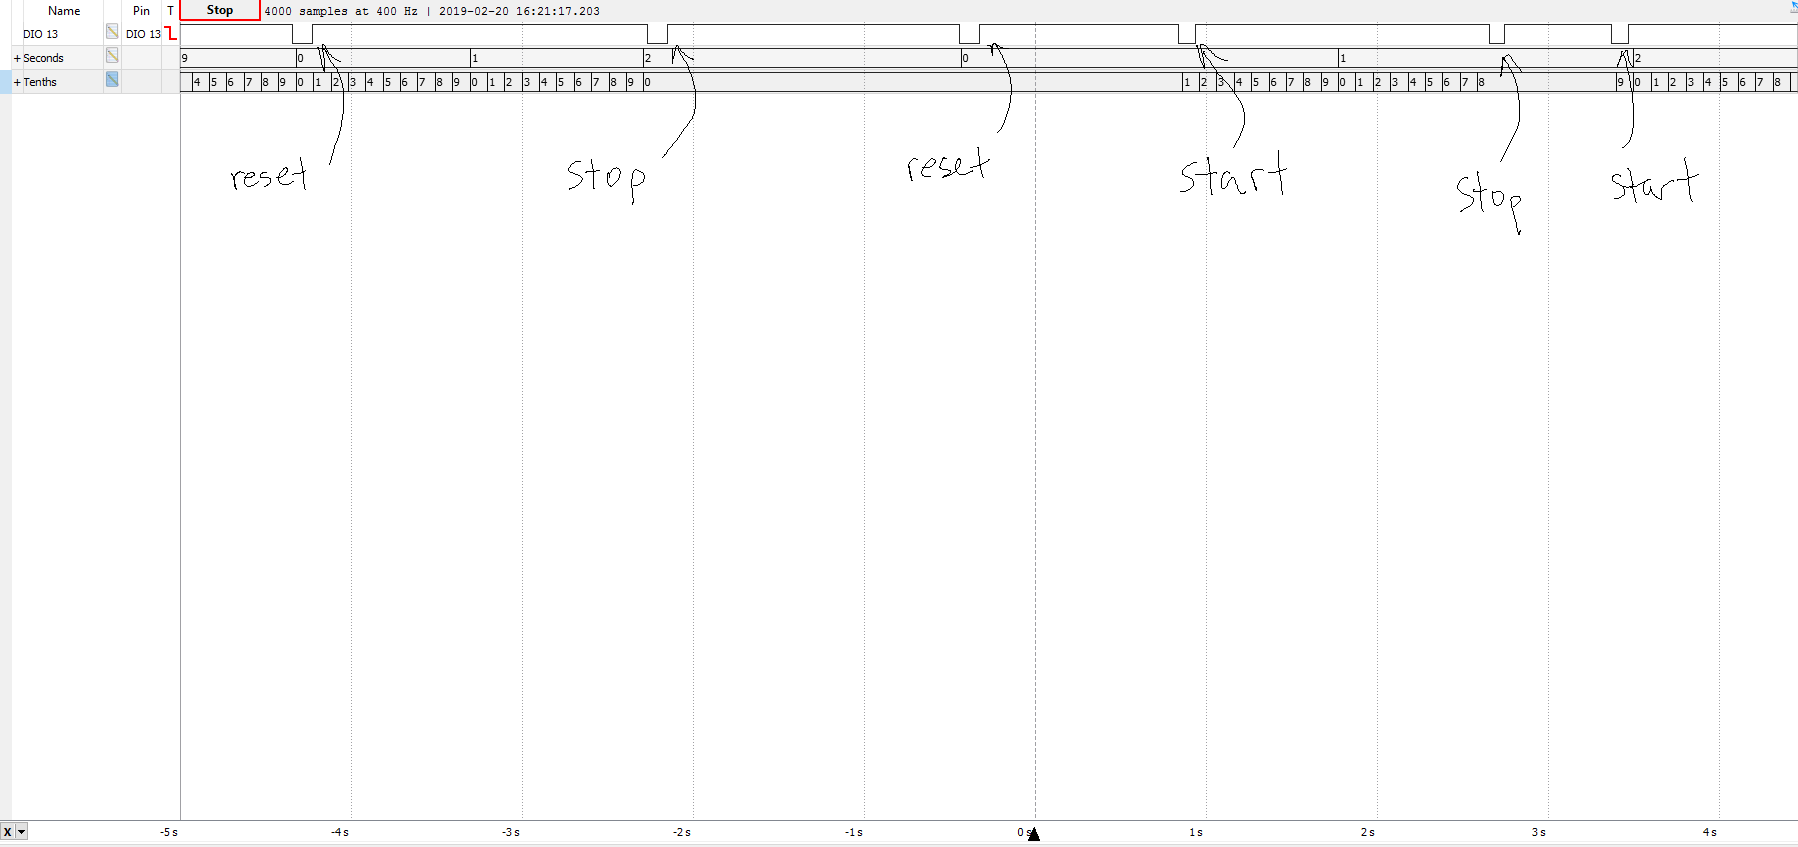 Name Pin T Stop 4000 samples at 400 Hz | 2019-02-20 16:21:17.203
DIO 13 DIO 13
+ Seconds 9 0 1 2 0 1 2
+ Tenths 4 5 6 7 8 9 0 1 2 3 4 5 6 7 8 9 0 1 2 3 4 5 6 7 8 9 0 1 2 3 4 5 6 7 8 9 0 1 2 3 4 5 6 7 8 9 0 1 2 3 4 5 6 7 8
reset stop reset start stop start
X -5 s -4 s -3 s -2 s -1 s 0 s 1 s 2 s 3 s 4 s